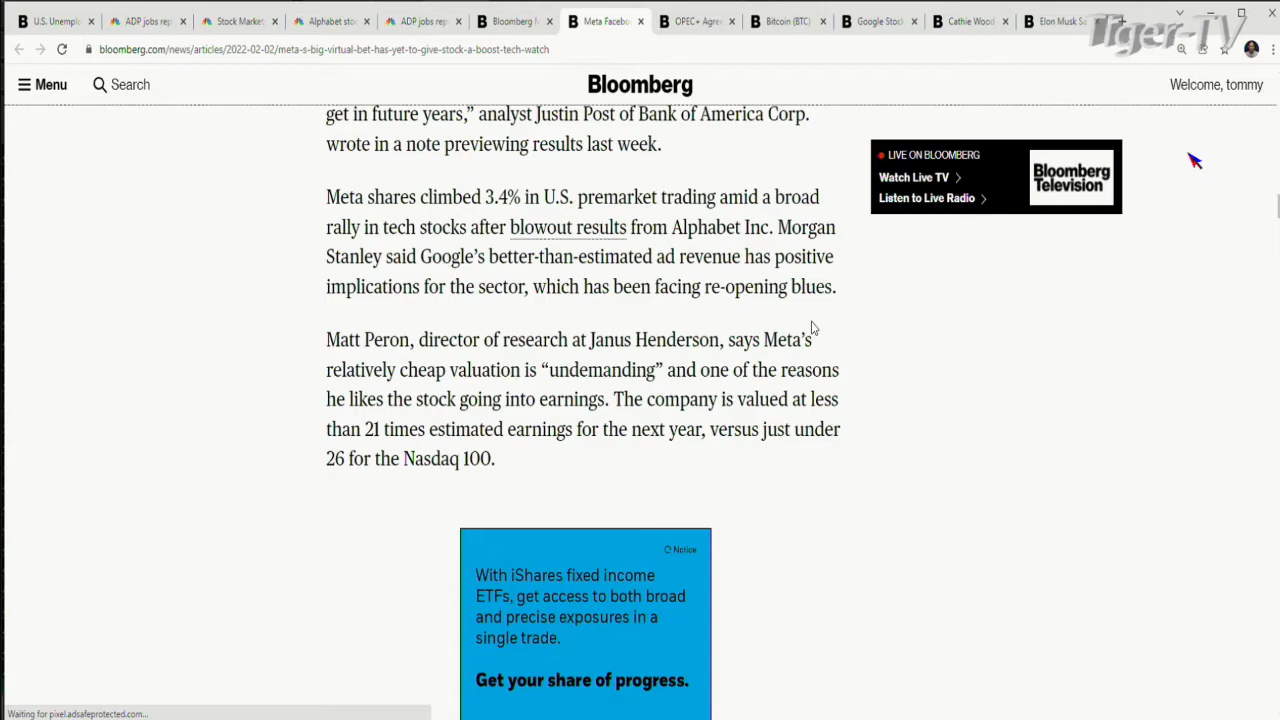 U.S. Unemplo
ADP jobs rep
Stock Market
Alphabet stoc
ADP jobs rep
Bloomberg M
Meta Facebo
OPEC+ Agre
Bitcoin (BTC)
Google Stock
Cathie Wood
Elon Musk Sa
Tiger-TV
bloomberg.com/news/articles/2022-02-02/meta-s-big-virtual-bet-has-yet-to-give-stock-a-boost-tech-watch
Menu
Search
Bloomberg
Welcome, tommy
get in future years,” analyst Justin Post of Bank of America Corp.
wrote in a note previewing results last week.
LIVE ON BLOOMBERG
Watch Live TV
Listen to Live Radio
Bloomberg
Television
Meta shares climbed 3.4% in U.S. premarket trading amid a broad
rally in tech stocks after blowout results from Alphabet Inc. Morgan
Stanley said Google’s better-than-estimated ad revenue has positive
implications for the sector, which has been facing re-opening blues.
Matt Peron, director of research at Janus Henderson, says Meta’s
relatively cheap valuation is “undemanding” and one of the reasons
he likes the stock going into earnings. The company is valued at less
than 21 times estimated earnings for the next year, versus just under
26 for the Nasdaq 100.
Notice
With iShares fixed income
ETFs, get access to both broad
and precise exposures in a
single trade.
Get your share of progress.
Waiting for pixel.adsafeprotected.com...